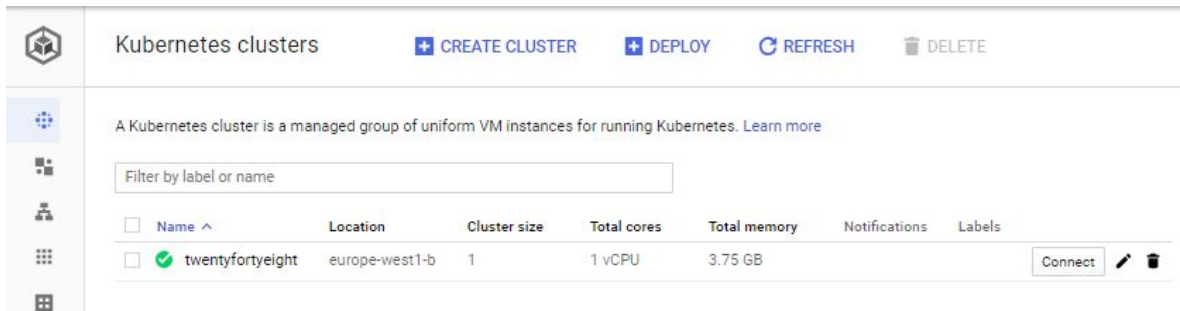 Kubernetes clusters CREATE CLUSTER DEPLOY REFRESH DELETE
A Kubernetes cluster is a managed group of uniform VM instances for running Kubernetes. Learn more
Filter by label or name
Name Location Cluster size Total cores Total memory Notifications Labels
twentyfortyeight europe-west1-b 1 1 vCPU 3.75 GB Connect